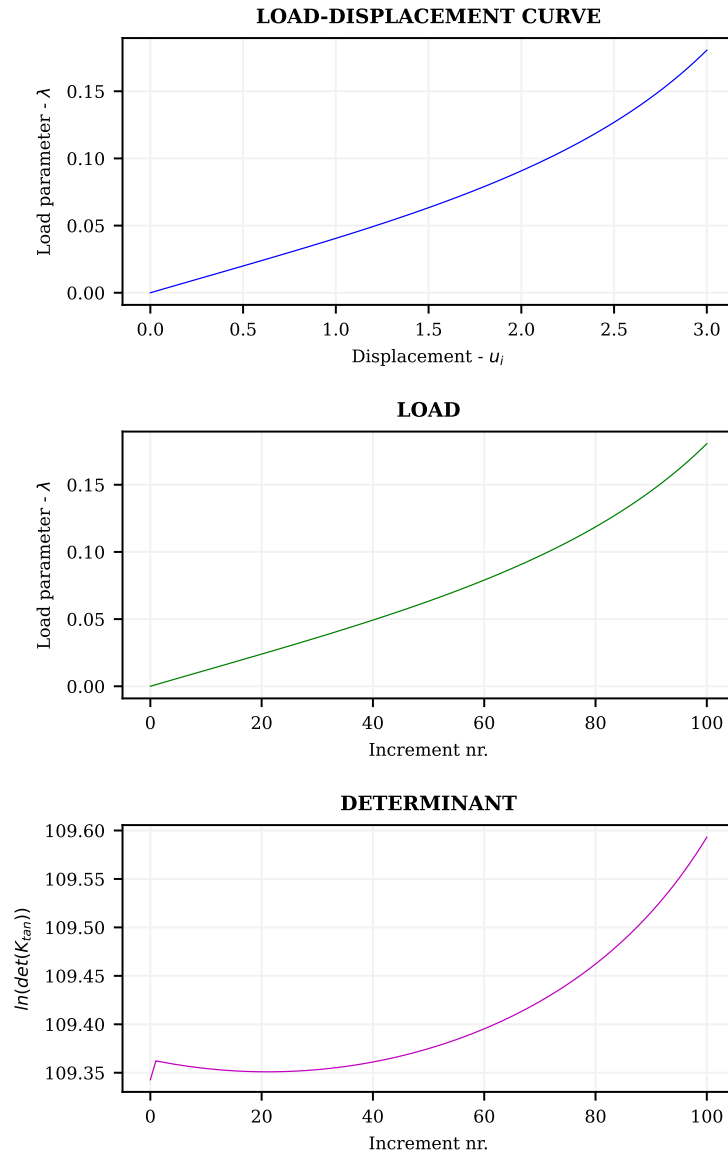 LOAD-DISPLACEMENT CURVE
Load parameter - λ
0.15
0.10
0.05
0.00
0.0 0.5 1.0 1.5 2.0 2.5 3.0
Displacement - u_i
LOAD
Load parameter - λ
0.15
0.10
0.05
0.00
0 20 40 60 80 100
Increment nr.
DETERMINANT
ln(det(K_tan))
109.60
109.55
109.50
109.45
109.40
109.35
0 20 40 60 80 100
Increment nr.